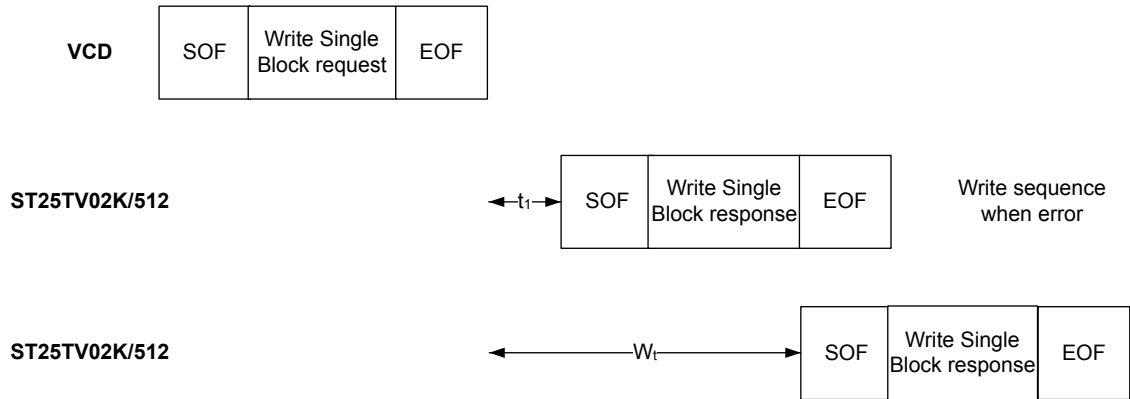 VCD
SOF
Write Single
Block request
EOF
ST25TV02K/512
t₁
SOF
Write Single
Block response
EOF
Write sequence
when error
ST25TV02K/512
Wₜ
SOF
Write Single
Block response
EOF